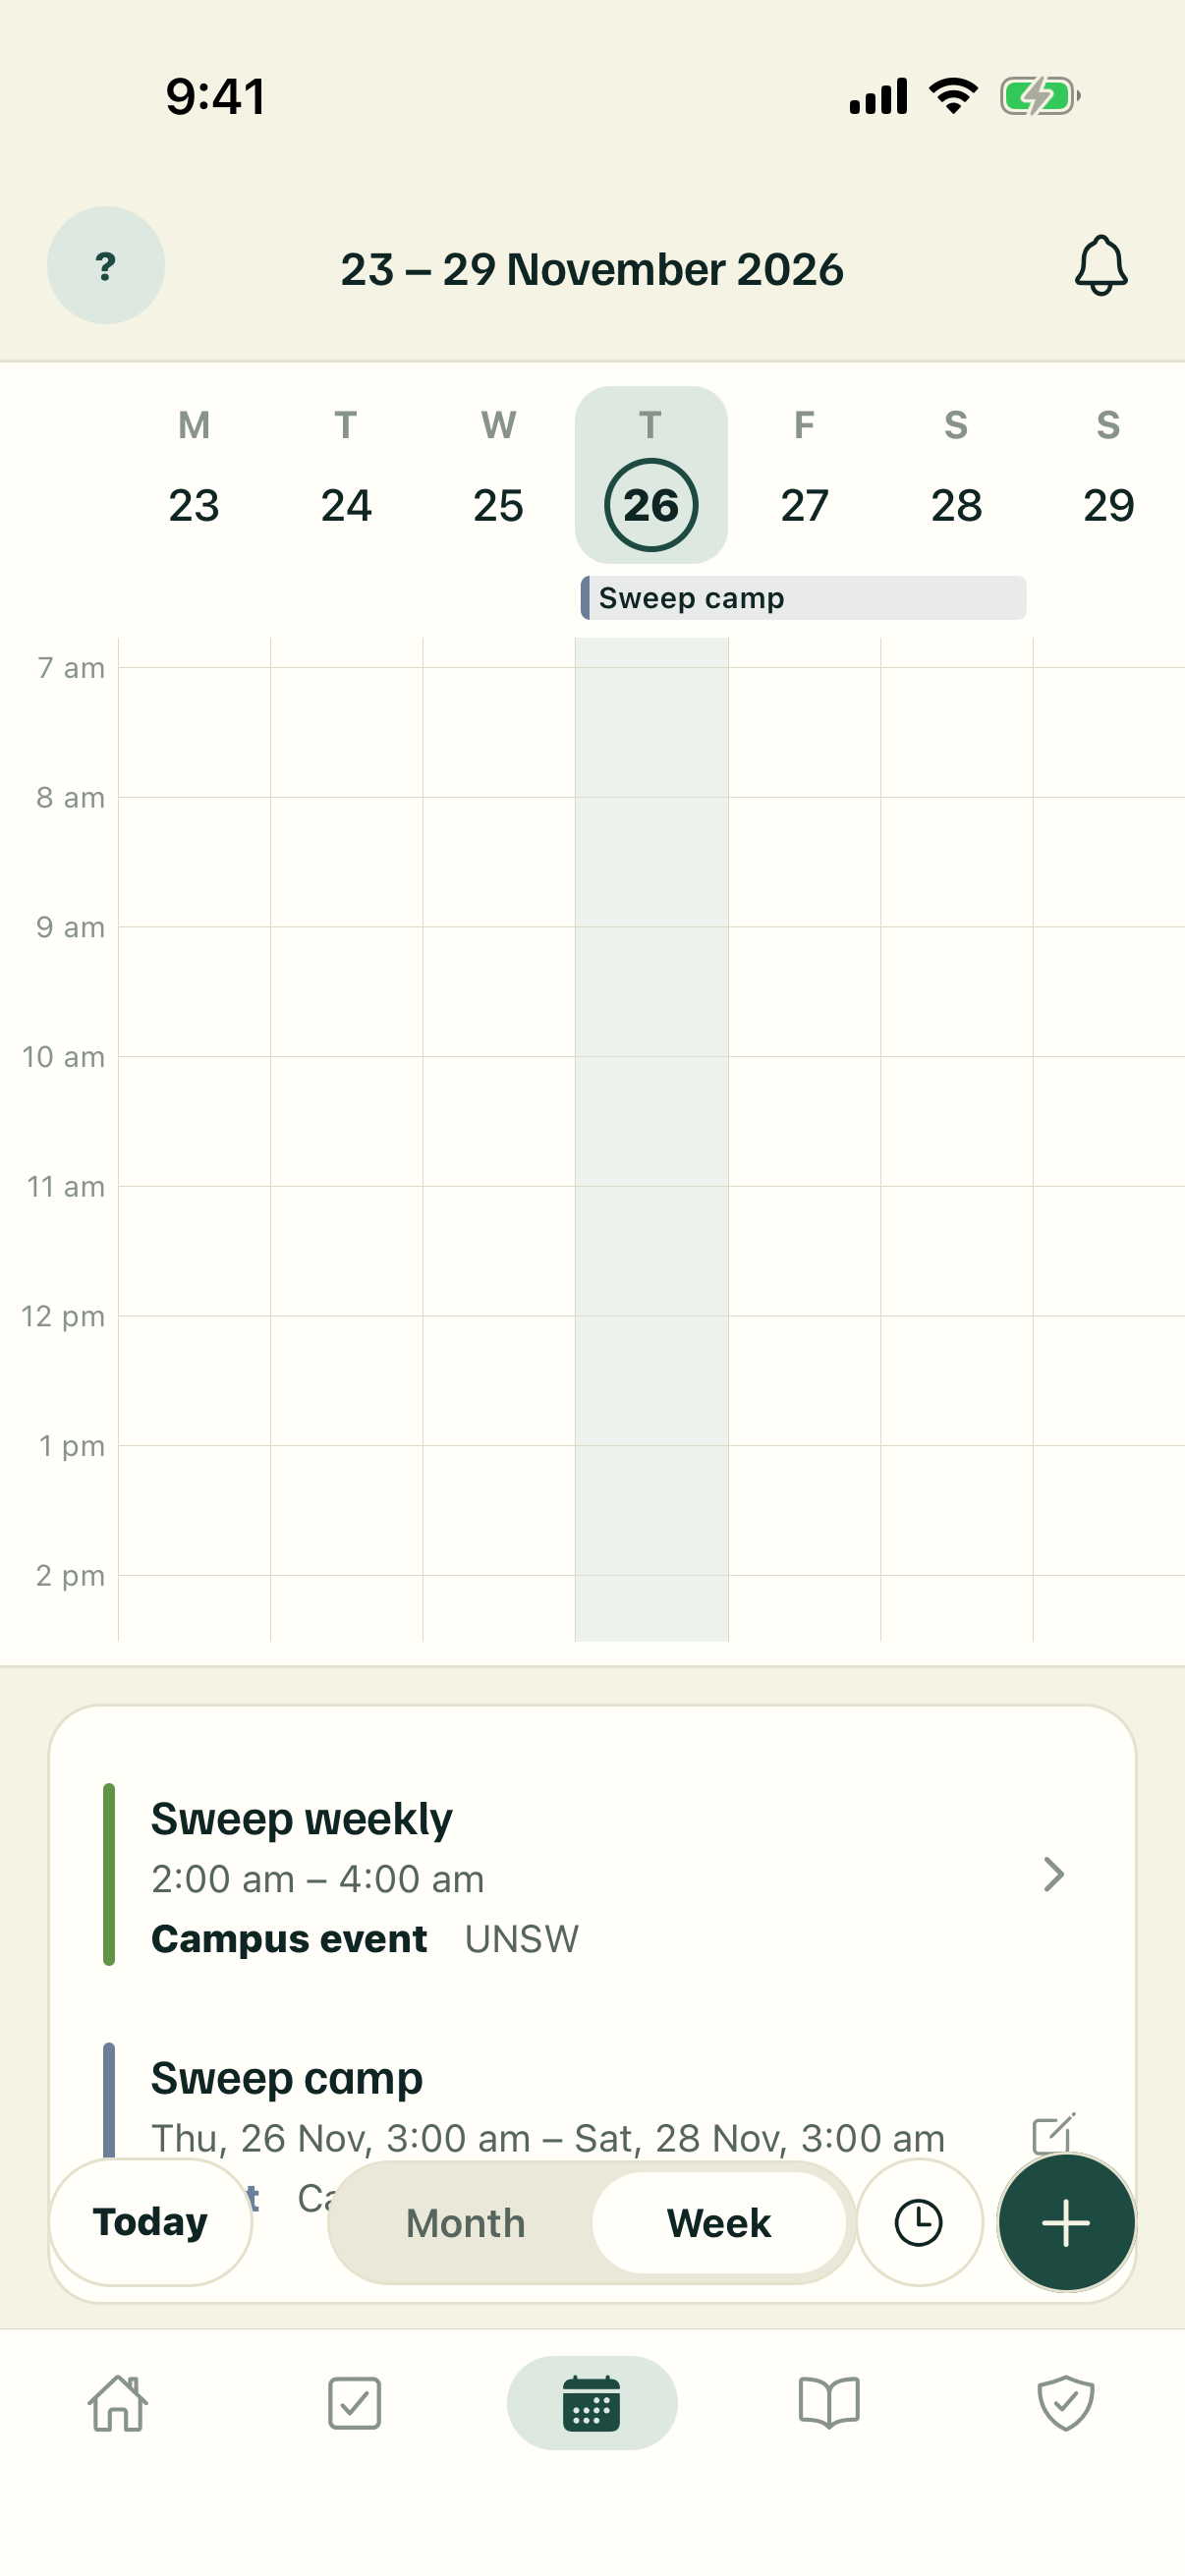 9:41
?
23 – 29 November 2026
M T W T F S S
23 24 25 26 27 28 29
Sweep camp
7 am
8 am
9 am
10 am
11 am
12 pm
1 pm
2 pm
Sweep weekly
2:00 am – 4:00 am
Campus event UNSW
Sweep camp
Thu, 26 Nov, 3:00 am – Sat, 28 Nov, 3:00 am
Today Month Week